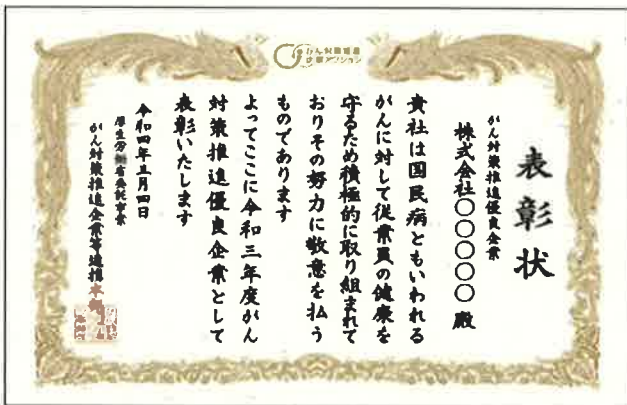 がん対策推進
企業アクション
表彰状
がん対策推進優良企業
株式会社〇〇〇〇〇 殿
貴社は国民病ともいわれる
がんに対して従業員の健康を
守るため積極的に取り組まれて
おりその努力に敬意を払う
ものであります
よってここに令和三年度がん
対策推進優良企業として
表彰いたします
令和四年三月四日
厚生労働省委託事業
がん対策推進企業等連携本部